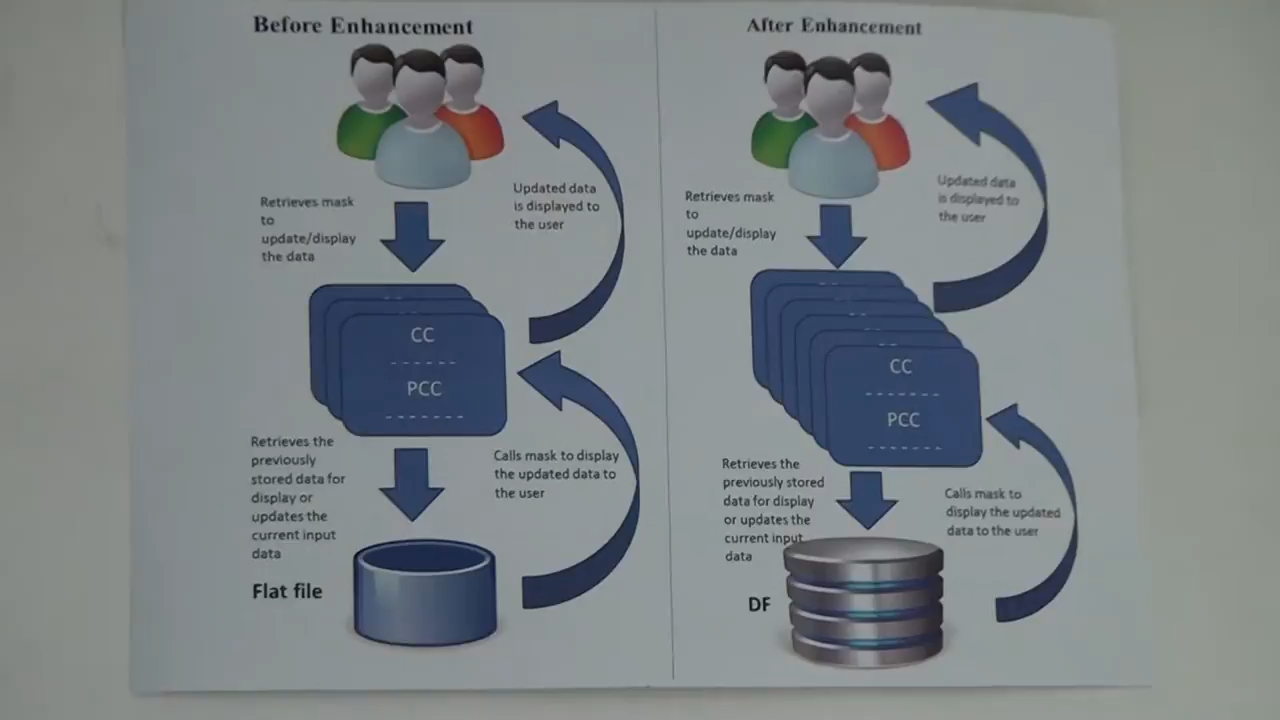 Before Enhancement
Retrieves mask
to
update/display
the data
Updated data
is displayed to
the user
CC
PCC
Retrieves the
previously
stored data for
display or
updates the
current input
data
Calls mask to display
the updated data to
the user
Flat file
After Enhancement
Retrieves mask
to
update/display
the data
Updated data
is displayed to
the user
CC
PCC
Retrieves the
previously stored
data for display
or updates the
current input
data
Calls mask to
display the updated
data to the user
DF